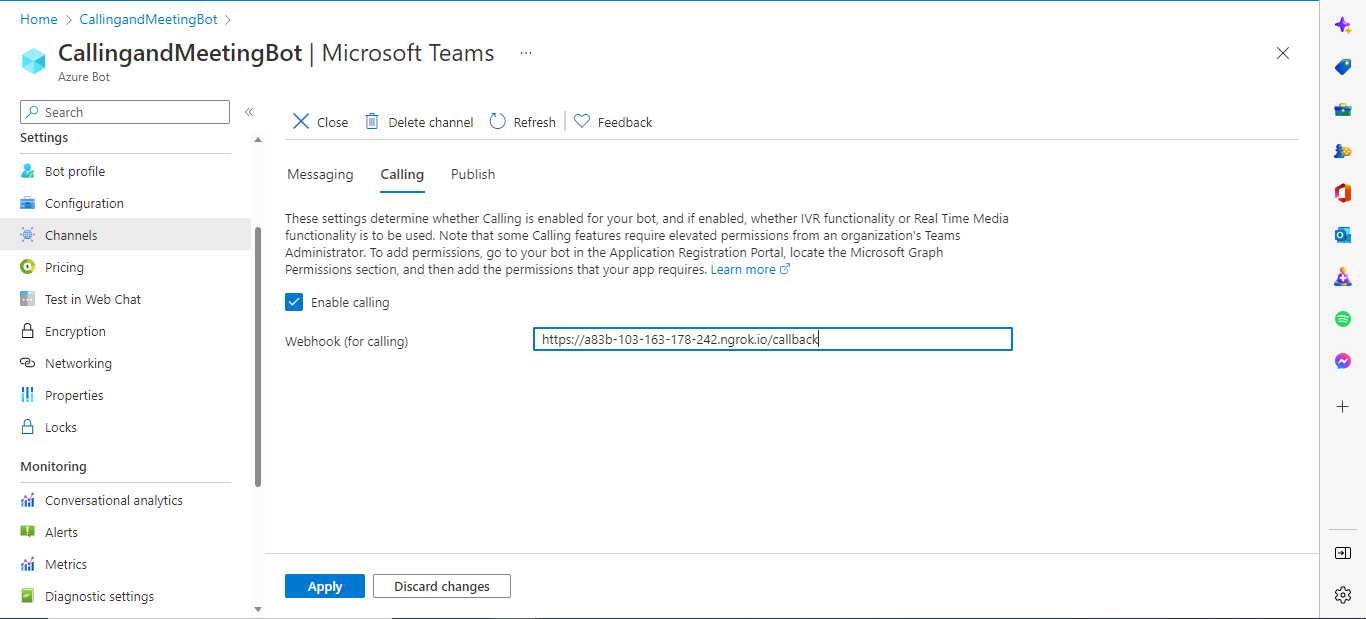 Home > CallingandMeetingBot >
CallingandMeetingBot | Microsoft Teams ...
Azure Bot
Search «
Settings
Bot profile
Configuration
Channels
Pricing
Test in Web Chat
Encryption
Networking
Properties
Locks
Monitoring
Conversational analytics
Alerts
Metrics
Diagnostic settings
Close Delete channel Refresh Feedback
Messaging Calling Publish
These settings determine whether Calling is enabled for your bot, and if enabled, whether IVR functionality or Real Time Media
functionality is to be used. Note that some Calling features require elevated permissions from an organization's Teams
Administrator. To add permissions, go to your bot in the Application Registration Portal, locate the Microsoft Graph
Permissions section, and then add the permissions that your app requires. Learn more
Enable calling
Webhook (for calling) https://a83b-103-163-178-242.ngrok.io/callback
Apply Discard changes